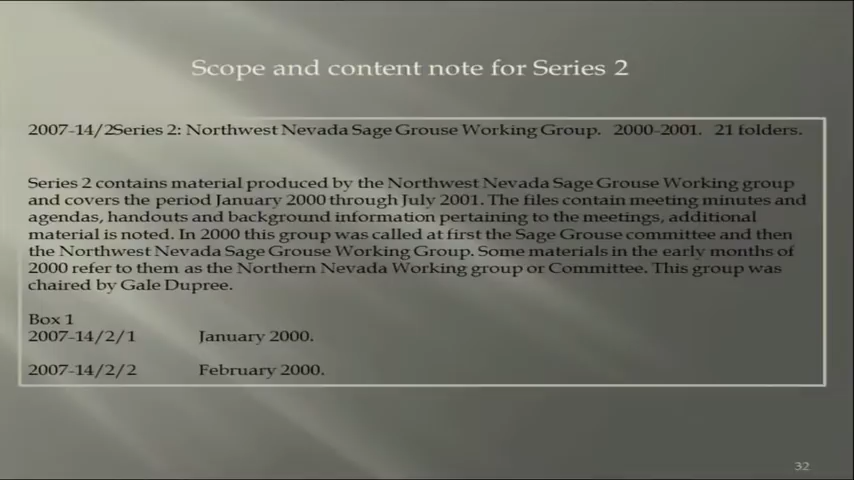 Scope and content note for Series 2
2007-14/2Series 2: Northwest Nevada Sage Grouse Working Group. 2000-2001. 21 folders.
Series 2 contains material produced by the Northwest Nevada Sage Grouse Working group
and covers the period January 2000 through July 2001. The files contain meeting minutes and
agendas, handouts and background information pertaining to the meetings, additional
material is noted. In 2000 this group was called at first the Sage Grouse committee and then
the Northwest Nevada Sage Grouse Working Group. Some materials in the early months of
2000 refer to them as the Northern Nevada Working group or Committee. This group was
chaired by Gale Dupree.
Box 1
2007-14/2/1 January 2000.
2007-14/2/2 February 2000.
32